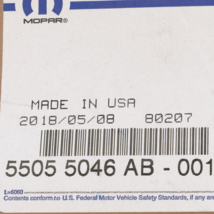 MOPAR®
MADE IN USA
2018/05/08 80207
5505 5046 AB - 001
Contents conform to U.S. Federal Motor Vehicle Safety Standards, if any